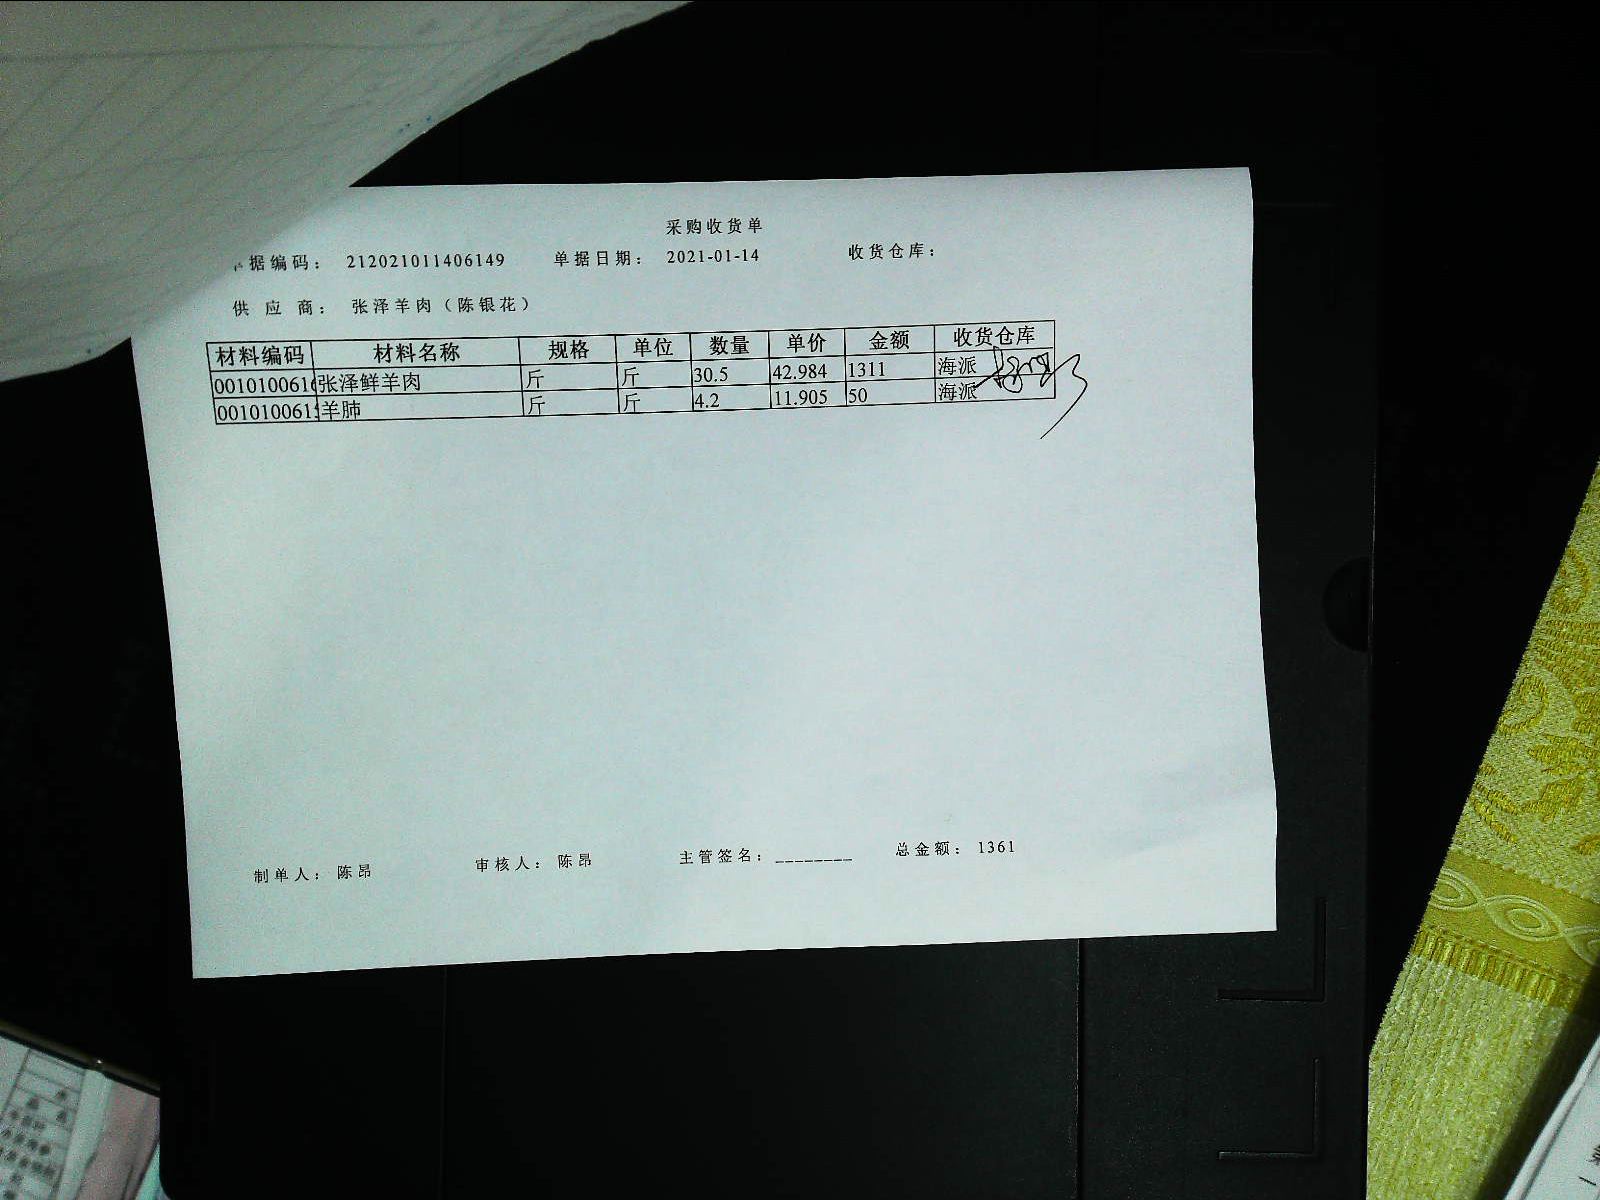 采购收货单
据编码： 212021011406149 单据日期： 2021-01-14 收货仓库：
供 应 商： 张泽羊肉（陈银花）
材料编码 材料名称 规格 单位 数量 单价 金额 收货仓库
0010100616 张泽鲜羊肉 斤 斤 30.5 42.984 1311 海派
001010061 羊肺 斤 斤 4.2 11.905 50 海派
制单人： 陈昂 审核人： 陈昂 主管签名：________ 总金额： 1361